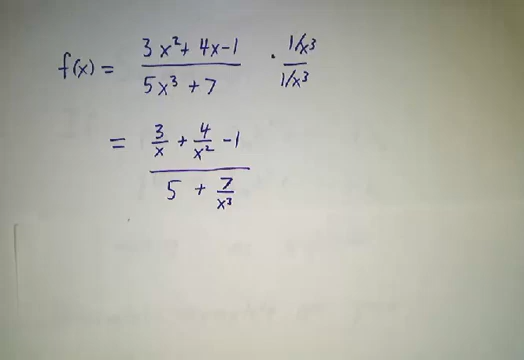 f(x) = (3x² + 4x - 1)/(5x³ + 7) · (1/x³)/(1/x³)
= (3/x + 4/x² - 1)/(5 + 7/x³)